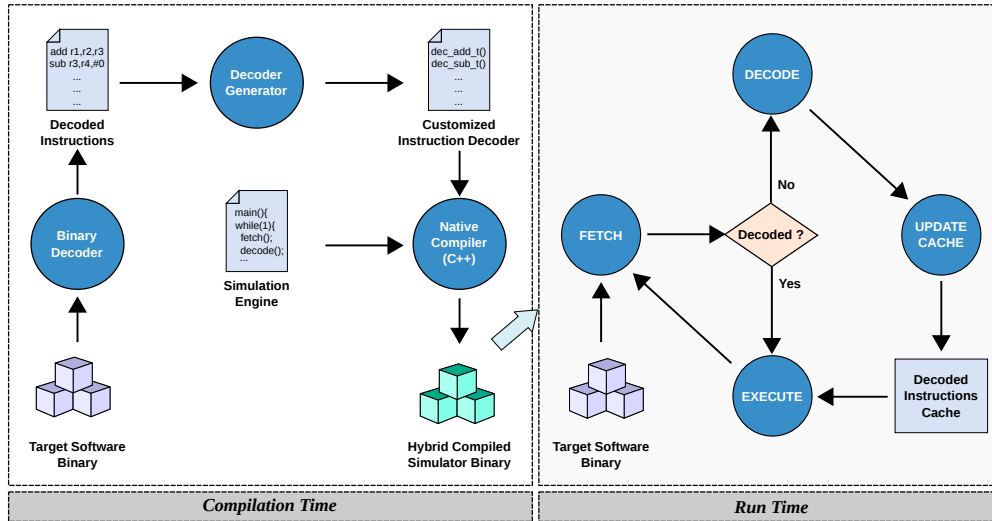 add r1,r2,r3
sub r3,r4,#0
...
...
...
Decoded
Instructions
Decoder
Generator
dec_add_t()
dec_sub_t()
...
...
...
Customized
Instruction Decoder
Binary
Decoder
main(){
while(1){
fetch();
decode();
...
Simulation
Engine
Native
Compiler
(C++)
Target Software
Binary
Hybrid Compiled
Simulator Binary
Compilation Time
DECODE
No
FETCH
Decoded ?
UPDATE
CACHE
Yes
EXECUTE
Decoded
Instructions
Cache
Target Software
Binary
Run Time